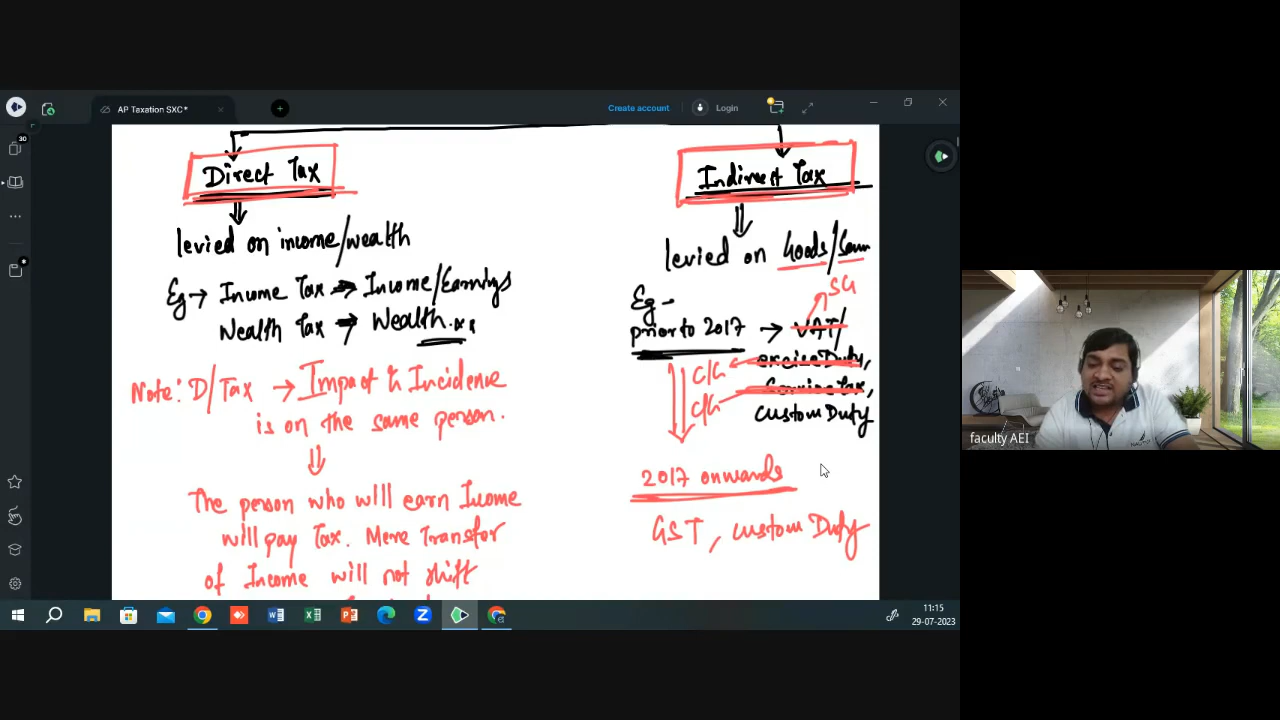 AP Taxation SXC*
Create account
Login
30
Direct Tax
levied on income/wealth
Eg → Income Tax → Income/Earnings
Wealth Tax → Wealth.
Note: D/Tax → Impact & Incidence
is on the same person.
The person who will earn Income
will pay Tax. Mere Transfer
of Income will not shift
Indirect Tax
levied on Goods/
SG
Eg -
prior to 2017 → VAT/
Excise Duty,
C/G
Service Tax,
C/G
custom Duty
2017 onwards
GST, custom Duty
faculty AEI
11:15
29-07-2023